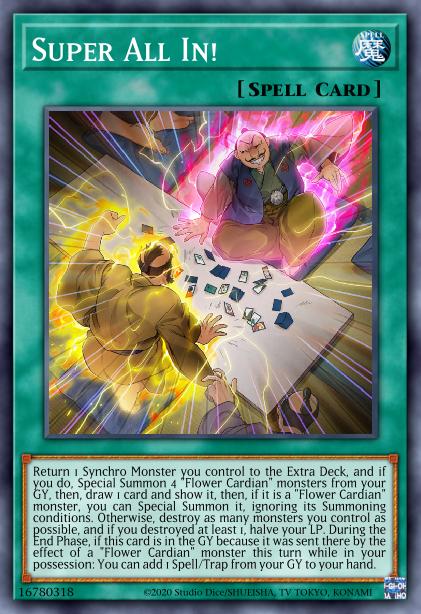 Super All In!
SPELL
魔
[Spell Card]
Return 1 Synchro Monster you control to the Extra Deck, and if
you do, Special Summon 4 "Flower Cardian" monsters from your
GY, then, draw 1 card and show it, then, if it is a "Flower Cardian"
monster, you can Special Summon it, ignoring its Summoning
conditions. Otherwise, destroy as many monsters you control as
possible, and if you destroyed at least 1, halve your LP. During the
End Phase, if this card is in the GY because it was sent there by the
effect of a "Flower Cardian" monster this turn while in your
possession: You can add 1 Spell/Trap from your GY to your hand.
16780318
©2020 Studio Dice/SHUEISHA, TV TOKYO, KONAMI